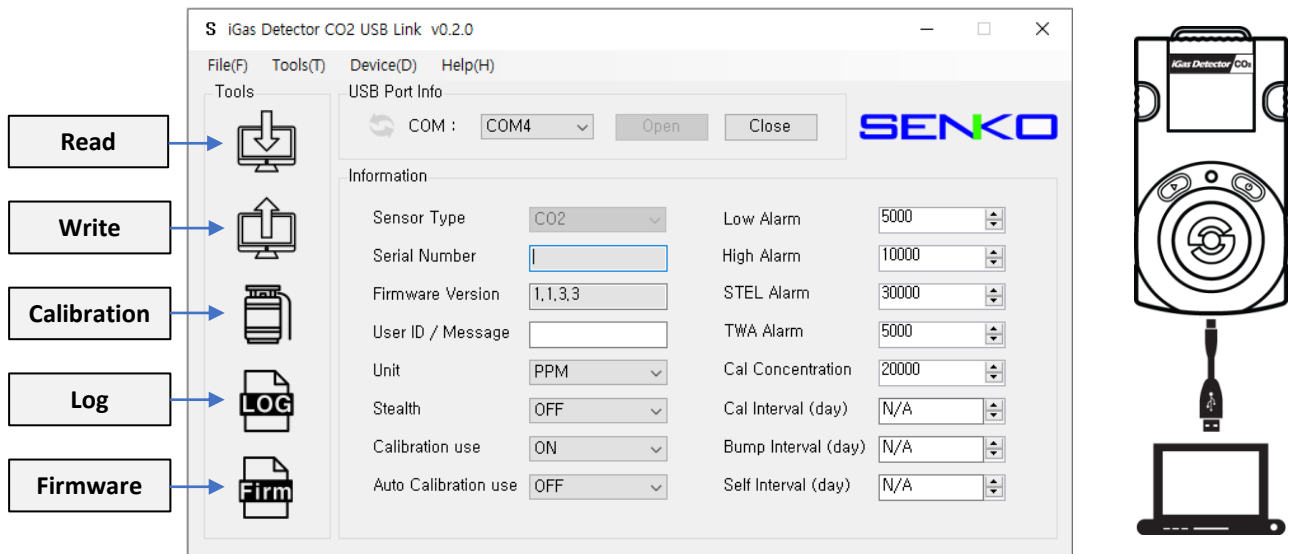 S iGas Detector CO2 USB Link v0.2.0
File(F) Tools(T) Device(D) Help(H)
Tools
USB Port Info
COM : COM4 Open Close
SENKO
Read
Write
Calibration
Log
Firmware
LOG
Firm
Information
Sensor Type CO2
Serial Number
Firmware Version 1,1,3,3
User ID / Message
Unit PPM
Stealth OFF
Calibration use ON
Auto Calibration use OFF
Low Alarm 5000
High Alarm 10000
STEL Alarm 30000
TWA Alarm 5000
Cal Concentration 20000
Cal Interval (day) N/A
Bump Interval (day) N/A
Self Interval (day) N/A
iGas Detector CO₂